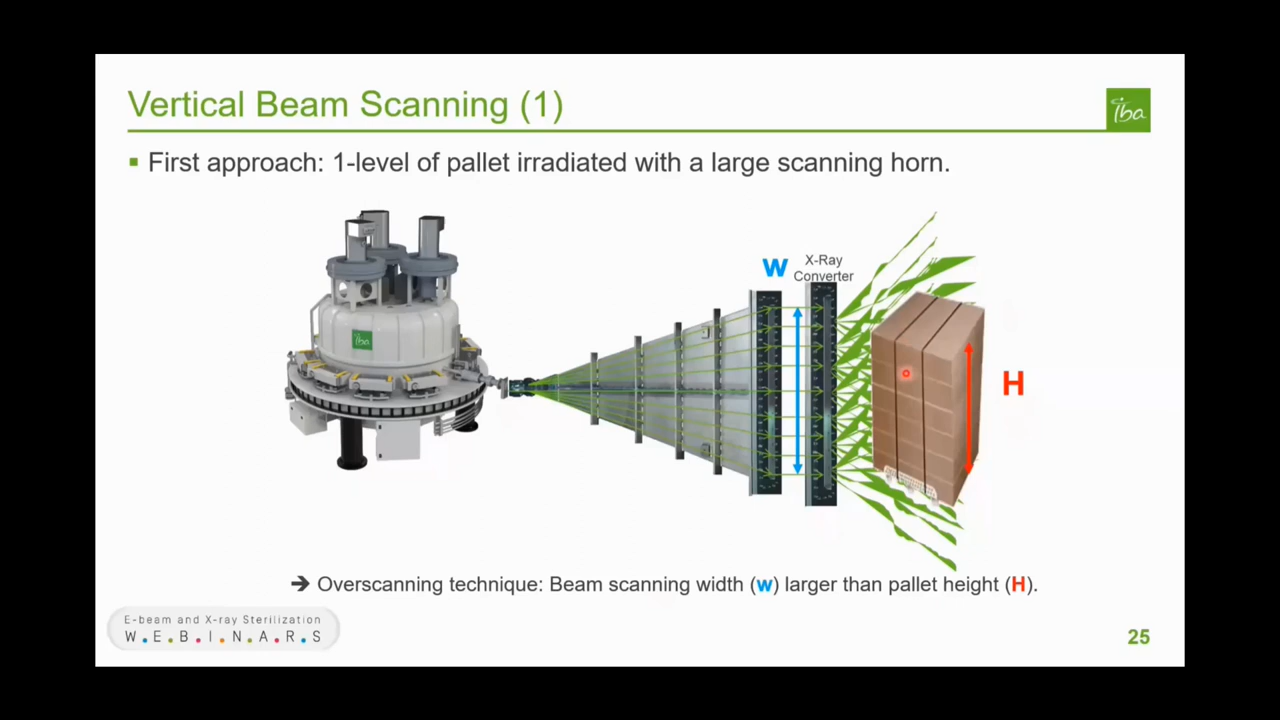 Vertical Beam Scanning (1)
iba
First approach: 1-level of pallet irradiated with a large scanning horn.
w
X-Ray
Converter
iba
H
➔ Overscanning technique: Beam scanning width (w) larger than pallet height (H).
E-beam and X-ray Sterilization
W.E.B.I.N.A.R.S
25